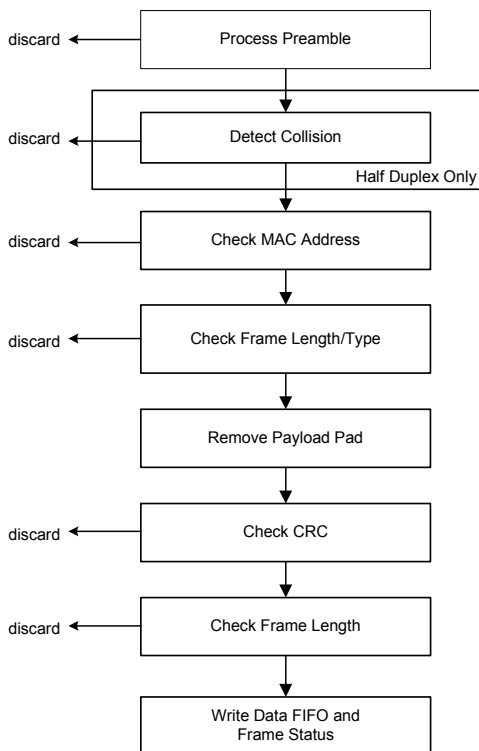 discard
Process Preamble
discard
Detect Collision
Half Duplex Only
discard
Check MAC Address
discard
Check Frame Length/Type
Remove Payload Pad
discard
Check CRC
discard
Check Frame Length
Write Data FIFO and
Frame Status